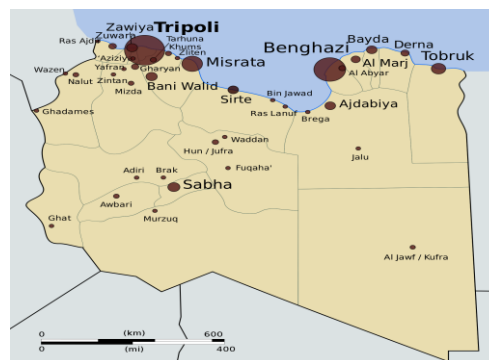 Zawiya
Tripoli
Ras Ajdir
Zuwarah
Tarhuna
Khums
Zliten
'Aziziya
Yafran
Gharyan
Misrata
Wazen
Nalut
Zintan
Mizda
Bani Walid
Ghadames
Sirte
Benghazi
Bayda
Derna
Al Marj
Al Abyar
Tobruk
Bin Jawad
Ras Lanuf
Brega
Ajdabiya
Waddan
Hun / Jufra
Jalu
Fuqaha'
Adiri
Brak
Sabha
Awbari
Murzuq
Ghat
Al Jawf / Kufra
0 (km) 600
0 (mi) 400